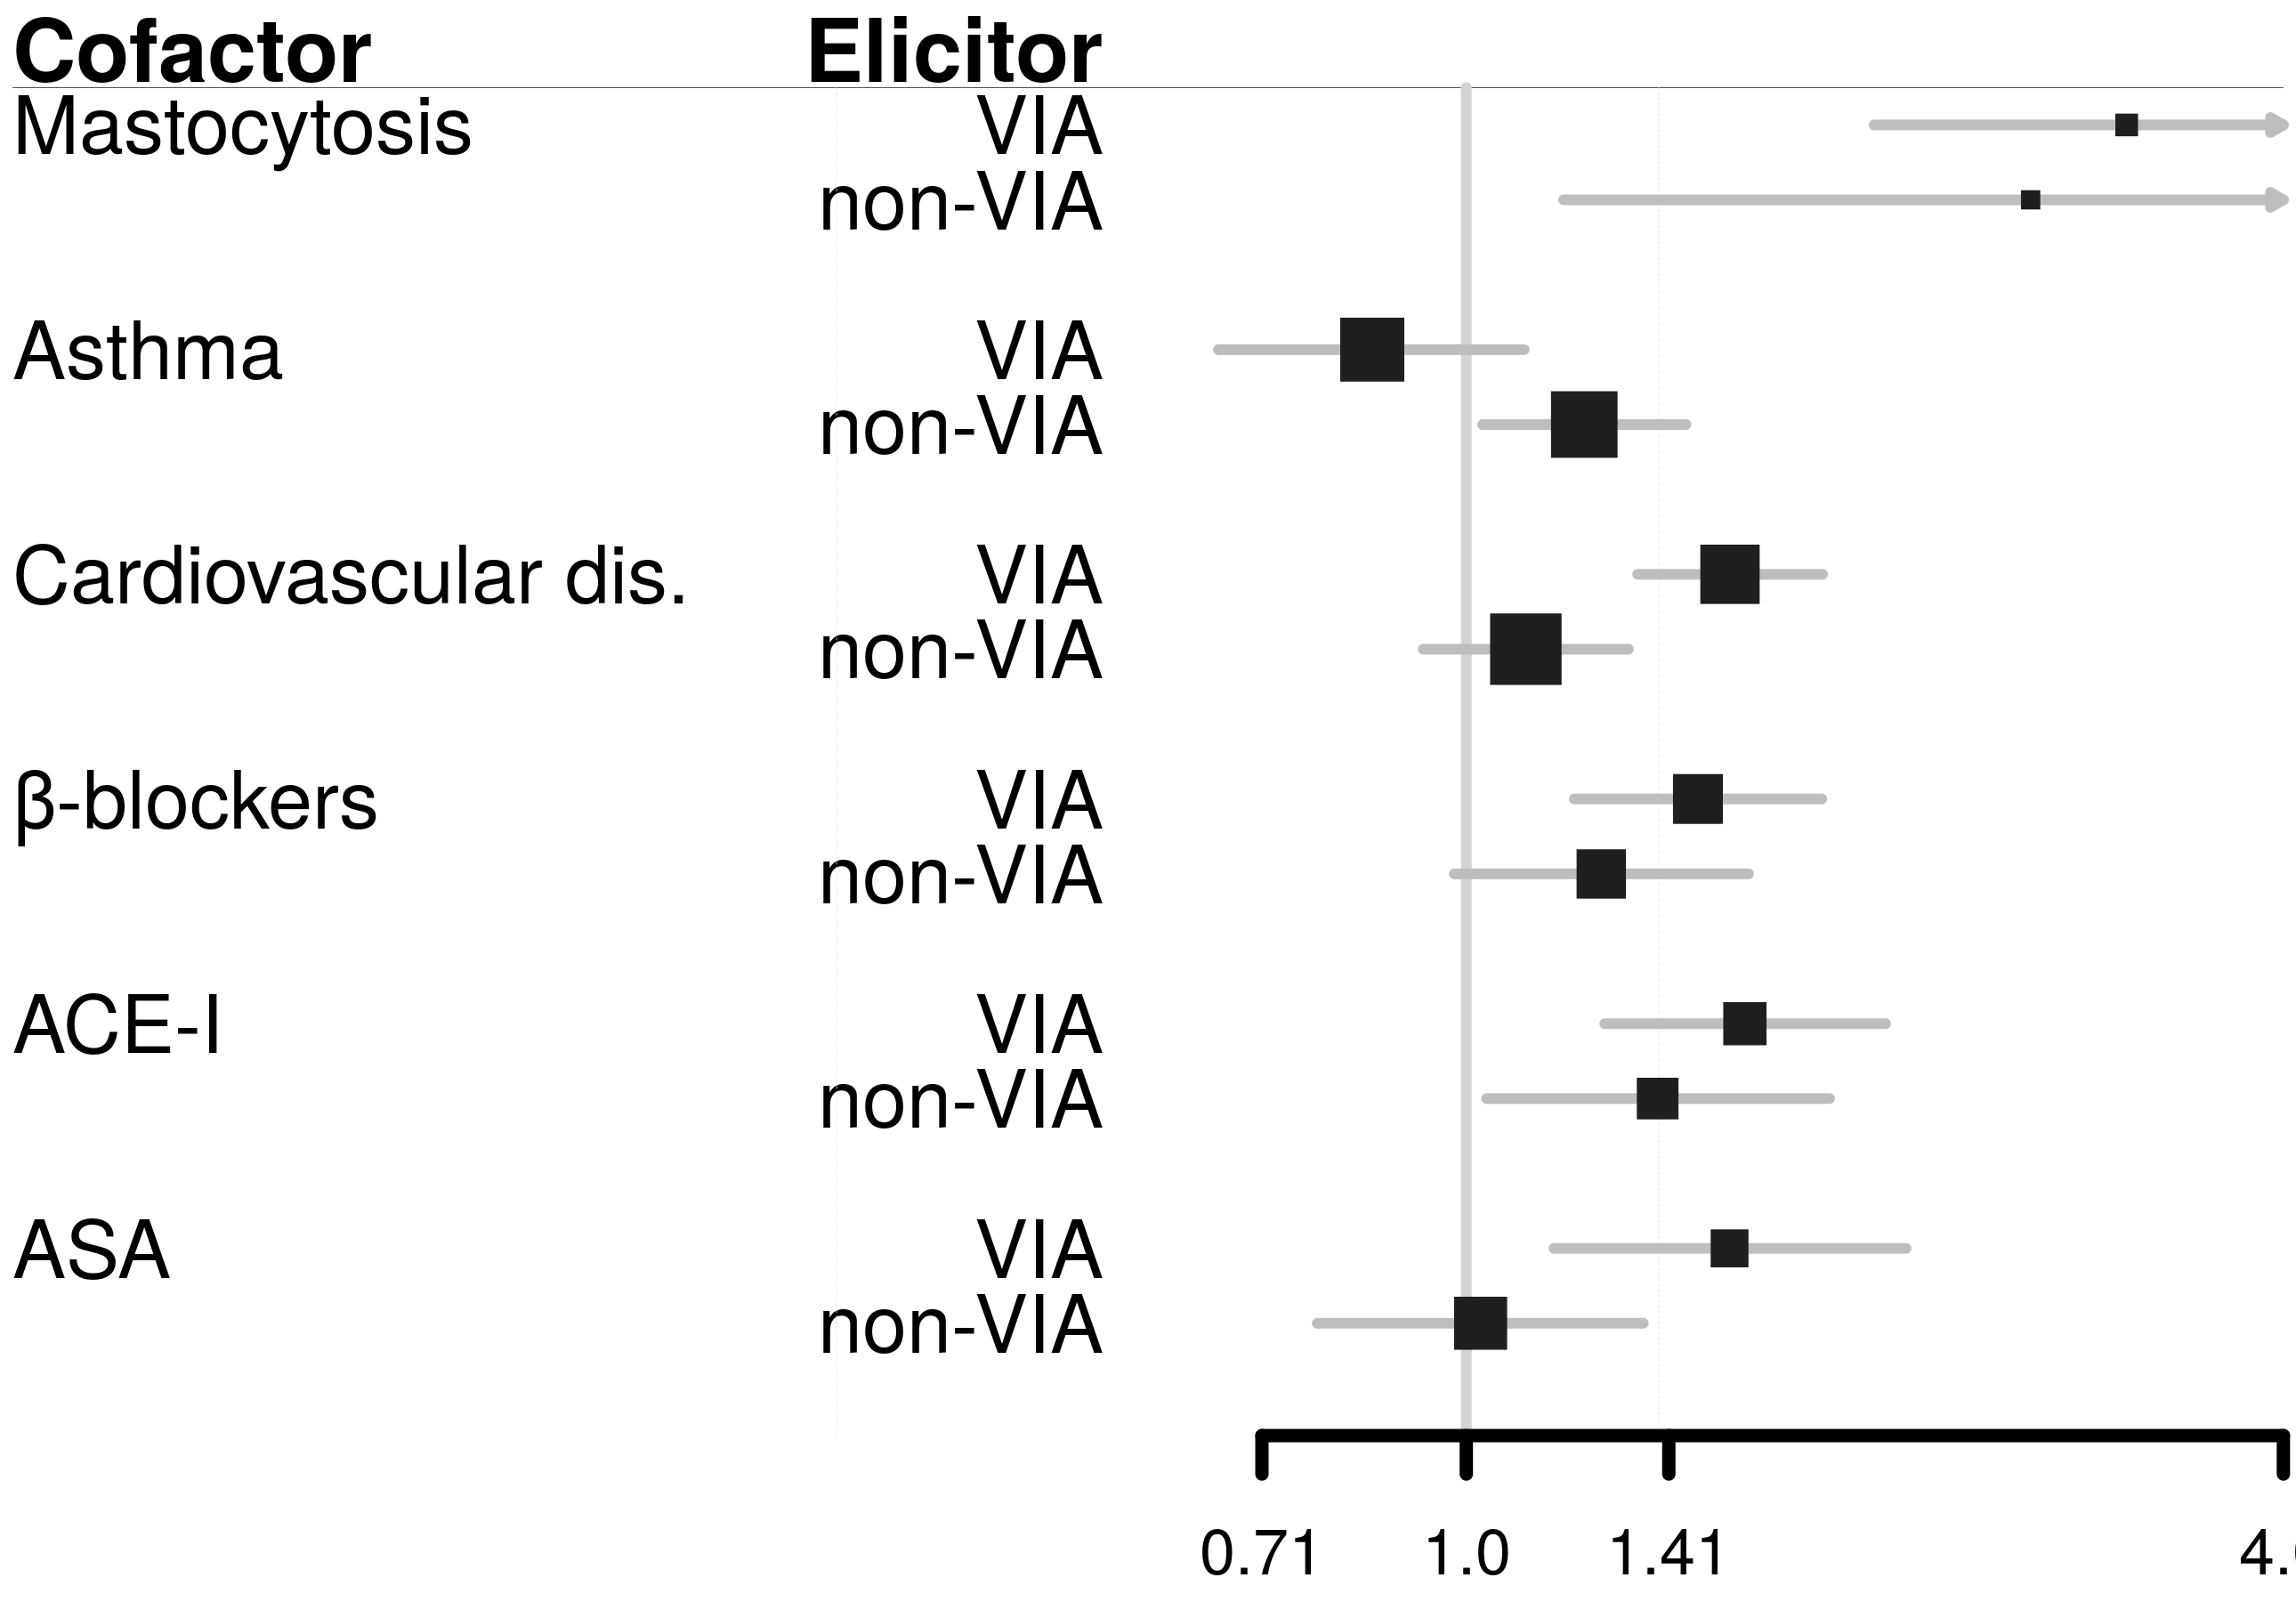 Cofactor Elicitor
Mastocytosis VIA
non-VIA
Asthma VIA
non-VIA
Cardiovascular dis. VIA
non-VIA
β-blockers VIA
non-VIA
ACE-I VIA
non-VIA
ASA VIA
non-VIA
0.71 1.0 1.41 4.